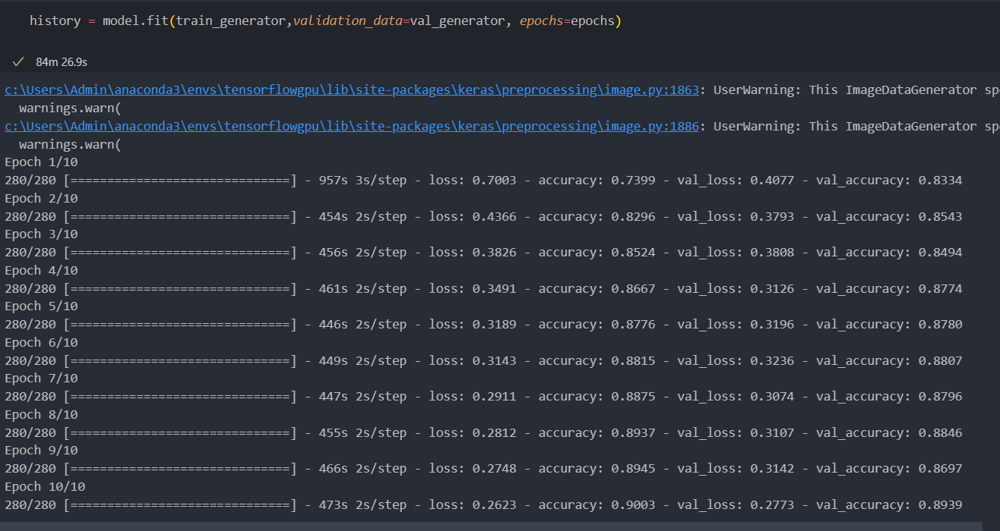 history = model.fit(train_generator,validation_data=val_generator, epochs=epochs)
84m 26.9s
c:\Users\Admin\anaconda3\envs\tensorflowgpu\lib\site-packages\keras\preprocessing\image.py:1863: UserWarning: This ImageDataGenerator spe
warnings.warn(
c:\Users\Admin\anaconda3\envs\tensorflowgpu\lib\site-packages\keras\preprocessing\image.py:1886: UserWarning: This ImageDataGenerator spe
warnings.warn(
Epoch 1/10
280/280 [==============================] - 957s 3s/step - loss: 0.7003 - accuracy: 0.7399 - val_loss: 0.4077 - val_accuracy: 0.8334
Epoch 2/10
280/280 [==============================] - 454s 2s/step - loss: 0.4366 - accuracy: 0.8296 - val_loss: 0.3793 - val_accuracy: 0.8543
Epoch 3/10
280/280 [==============================] - 456s 2s/step - loss: 0.3826 - accuracy: 0.8524 - val_loss: 0.3808 - val_accuracy: 0.8494
Epoch 4/10
280/280 [==============================] - 461s 2s/step - loss: 0.3491 - accuracy: 0.8667 - val_loss: 0.3126 - val_accuracy: 0.8774
Epoch 5/10
280/280 [==============================] - 446s 2s/step - loss: 0.3189 - accuracy: 0.8776 - val_loss: 0.3196 - val_accuracy: 0.8780
Epoch 6/10
280/280 [==============================] - 449s 2s/step - loss: 0.3143 - accuracy: 0.8815 - val_loss: 0.3236 - val_accuracy: 0.8807
Epoch 7/10
280/280 [==============================] - 447s 2s/step - loss: 0.2911 - accuracy: 0.8875 - val_loss: 0.3074 - val_accuracy: 0.8796
Epoch 8/10
280/280 [==============================] - 455s 2s/step - loss: 0.2812 - accuracy: 0.8937 - val_loss: 0.3107 - val_accuracy: 0.8846
Epoch 9/10
280/280 [==============================] - 466s 2s/step - loss: 0.2748 - accuracy: 0.8945 - val_loss: 0.3142 - val_accuracy: 0.8697
Epoch 10/10
280/280 [==============================] - 473s 2s/step - loss: 0.2623 - accuracy: 0.9003 - val_loss: 0.2773 - val_accuracy: 0.8939